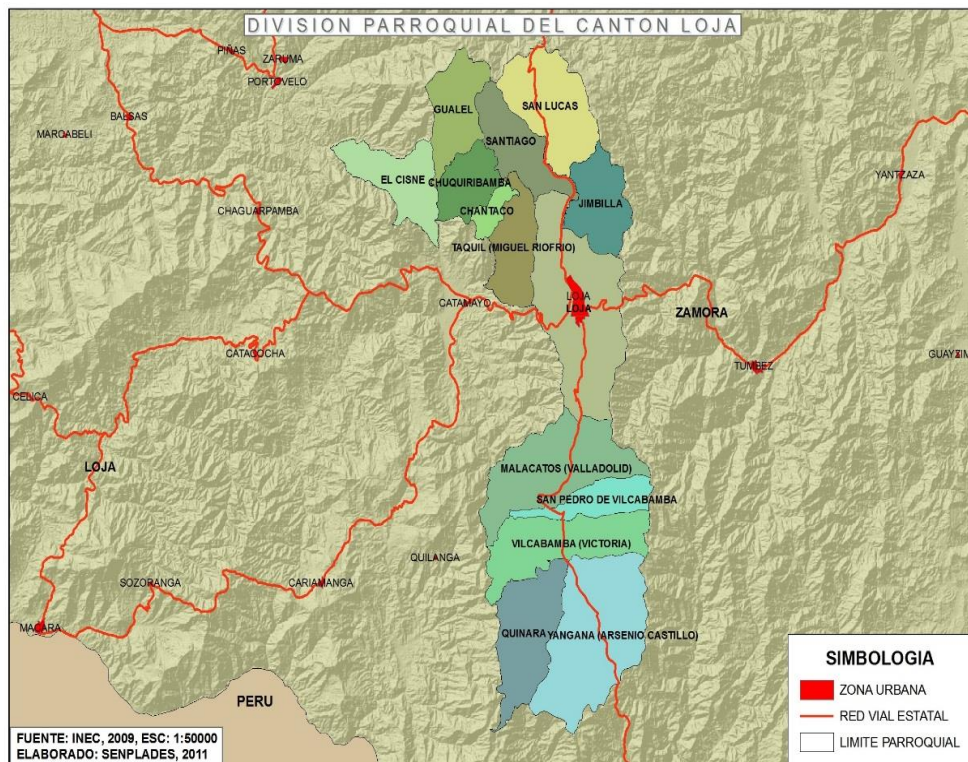 DIVISION PARROQUIAL DEL CANTON LOJA
PIÑAS
ZARUMA
PORTOVELO
SAN LUCAS
GUALEL
BALSAS
MARCABELI
SANTIAGO
YANTZAZA
EL CISNE
CHUQUIRIBAMBA
JIMBILLA
CHAGUARPAMBA
CHANTACO
TAQUIL (MIGUEL RIOFRIO)
CATAMAYO
LOJA
LOJA
ZAMORA
CATACOCHA
TUMBEZ
GUAYZIM
CELICA
LOJA
MALACATOS (VALLADOLID)
SAN PEDRO DE VILCABAMBA
VILCABAMBA (VICTORIA)
QUILANGA
SOZORANGA
CARIAMANGA
MACARA
QUINARA
YANGANA (ARSENIO CASTILLO)
PERU
SIMBOLOGIA
ZONA URBANA
RED VIAL ESTATAL
LIMITE PARROQUIAL
FUENTE: INEC, 2009, ESC: 1:50000
ELABORADO: SENPLADES, 2011